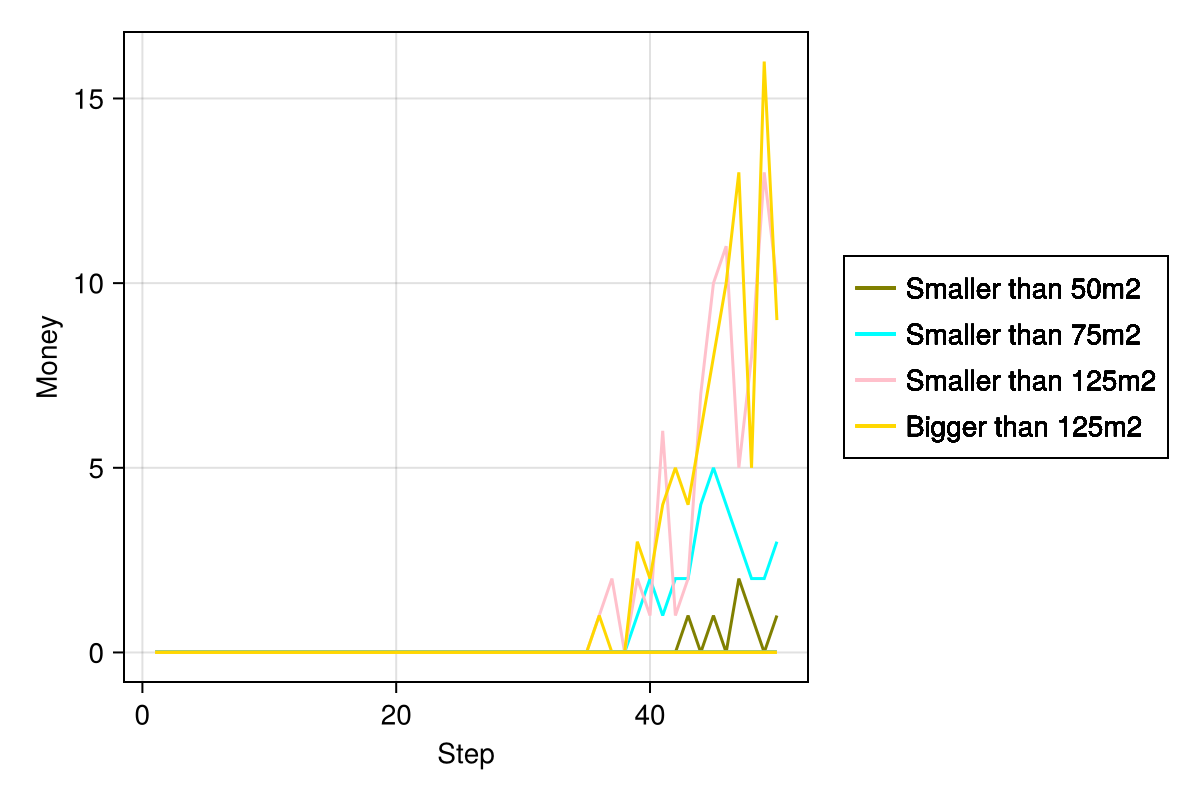 15
10
5
0
Money
0
20
40
Step
Smaller than 50m2
Smaller than 75m2
Smaller than 125m2
Bigger than 125m2